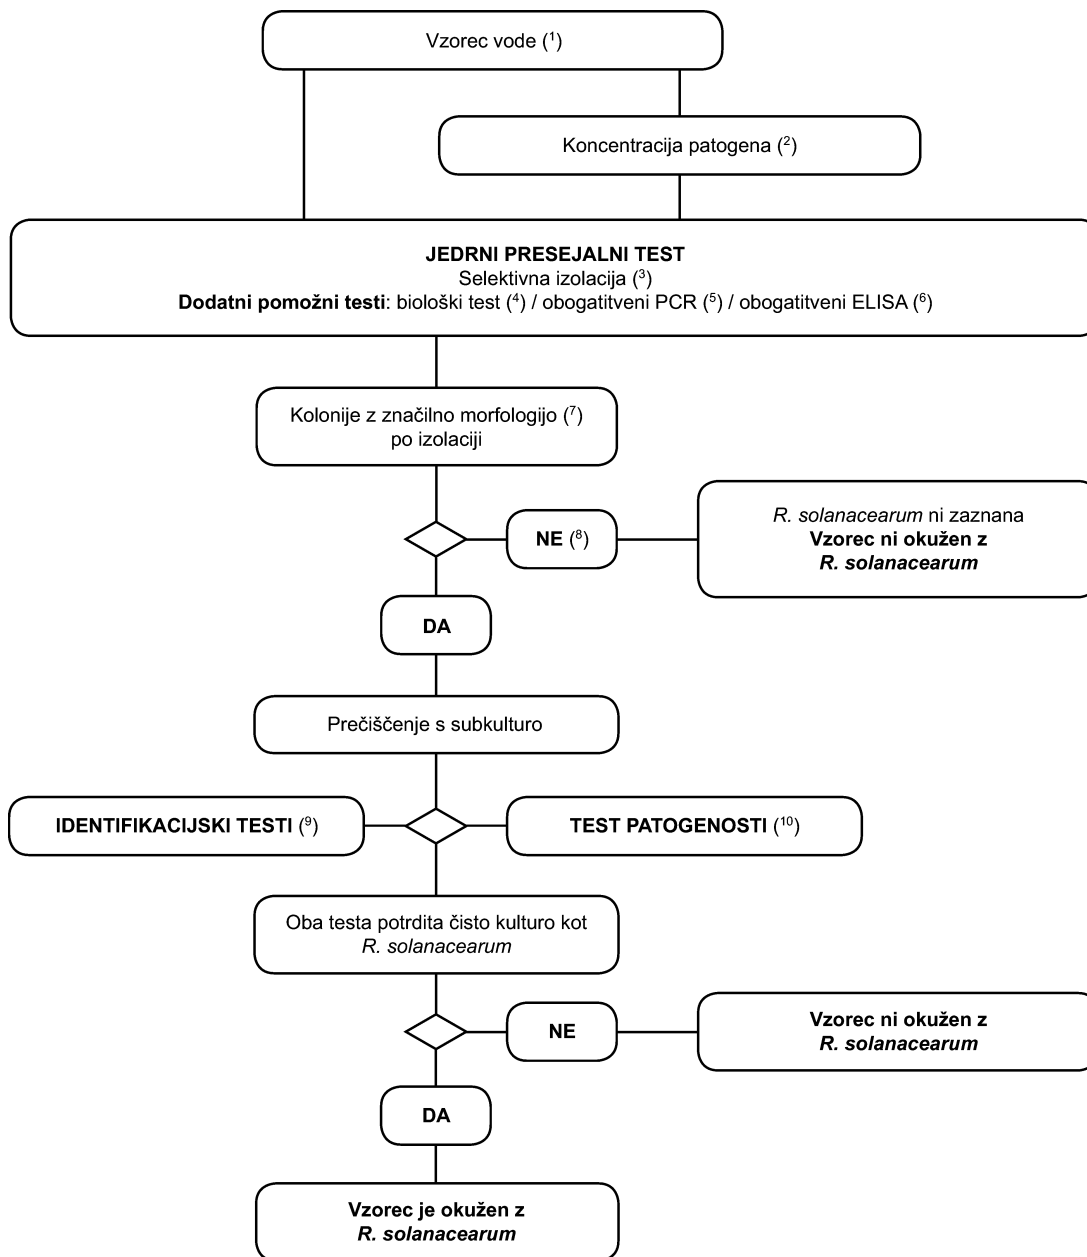 Vzorec vode (¹)
Koncentracija patogena (²)
JEDRNI PRESEJALNI TEST
Selektivna izolacija (³)
Dodatni pomožni testi: biološki test (⁴) / obogatitveni PCR (⁵) / obogatitveni ELISA (⁶)
Kolonije z značilno morfologijo (⁷)
po izolaciji
NE (⁸)
R. solanacearum ni zaznana
Vzorec ni okužen z
R. solanacearum
DA
Prečiščenje s subkulturo
IDENTIFIKACIJSKI TESTI (⁹)
TEST PATOGENOSTI (¹⁰)
Oba testa potrdita čisto kulturo kot
R. solanacearum
NE
Vzorec ni okužen z
R. solanacearum
DA
Vzorec je okužen z
R. solanacearum